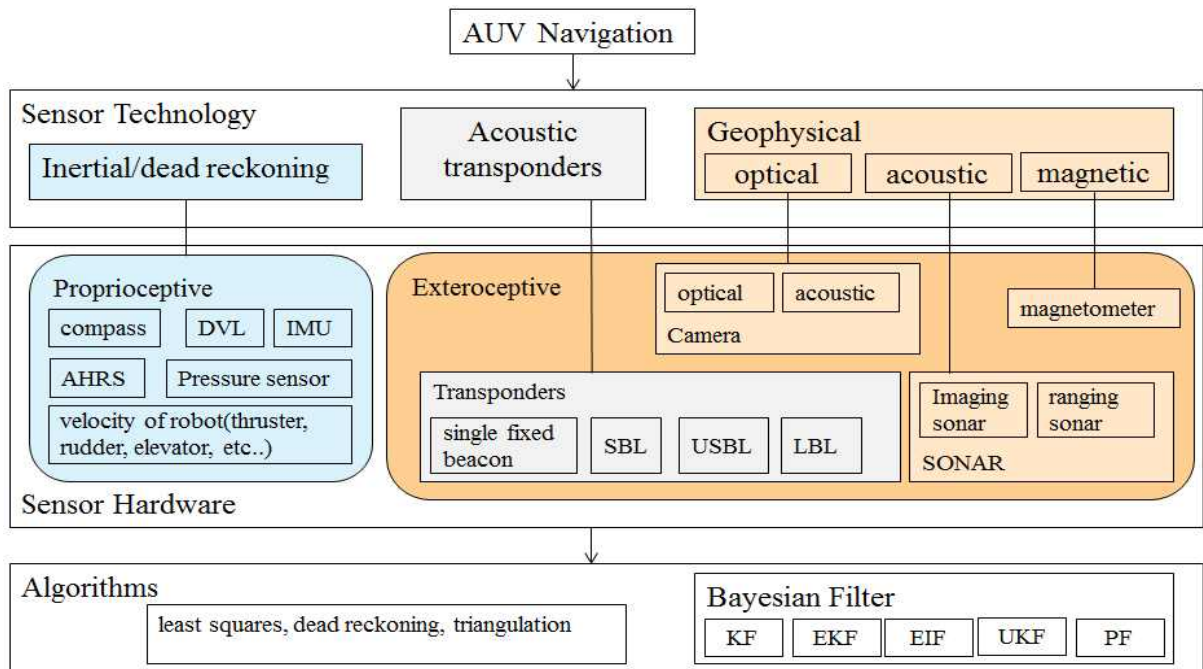 AUV Navigation
Sensor Technology
Inertial/dead reckoning
Acoustic
transponders
Geophysical
optical
acoustic
magnetic
Proprioceptive
compass
DVL
IMU
AHRS
Pressure sensor
velocity of robot(thruster,
rudder, elevator, etc..)
Exteroceptive
optical
acoustic
Camera
magnetometer
Transponders
single fixed
beacon
SBL
USBL
LBL
Imaging
sonar
ranging
sonar
SONAR
Sensor Hardware
Algorithms
least squares, dead reckoning, triangulation
Bayesian Filter
KF
EKF
EIF
UKF
PF